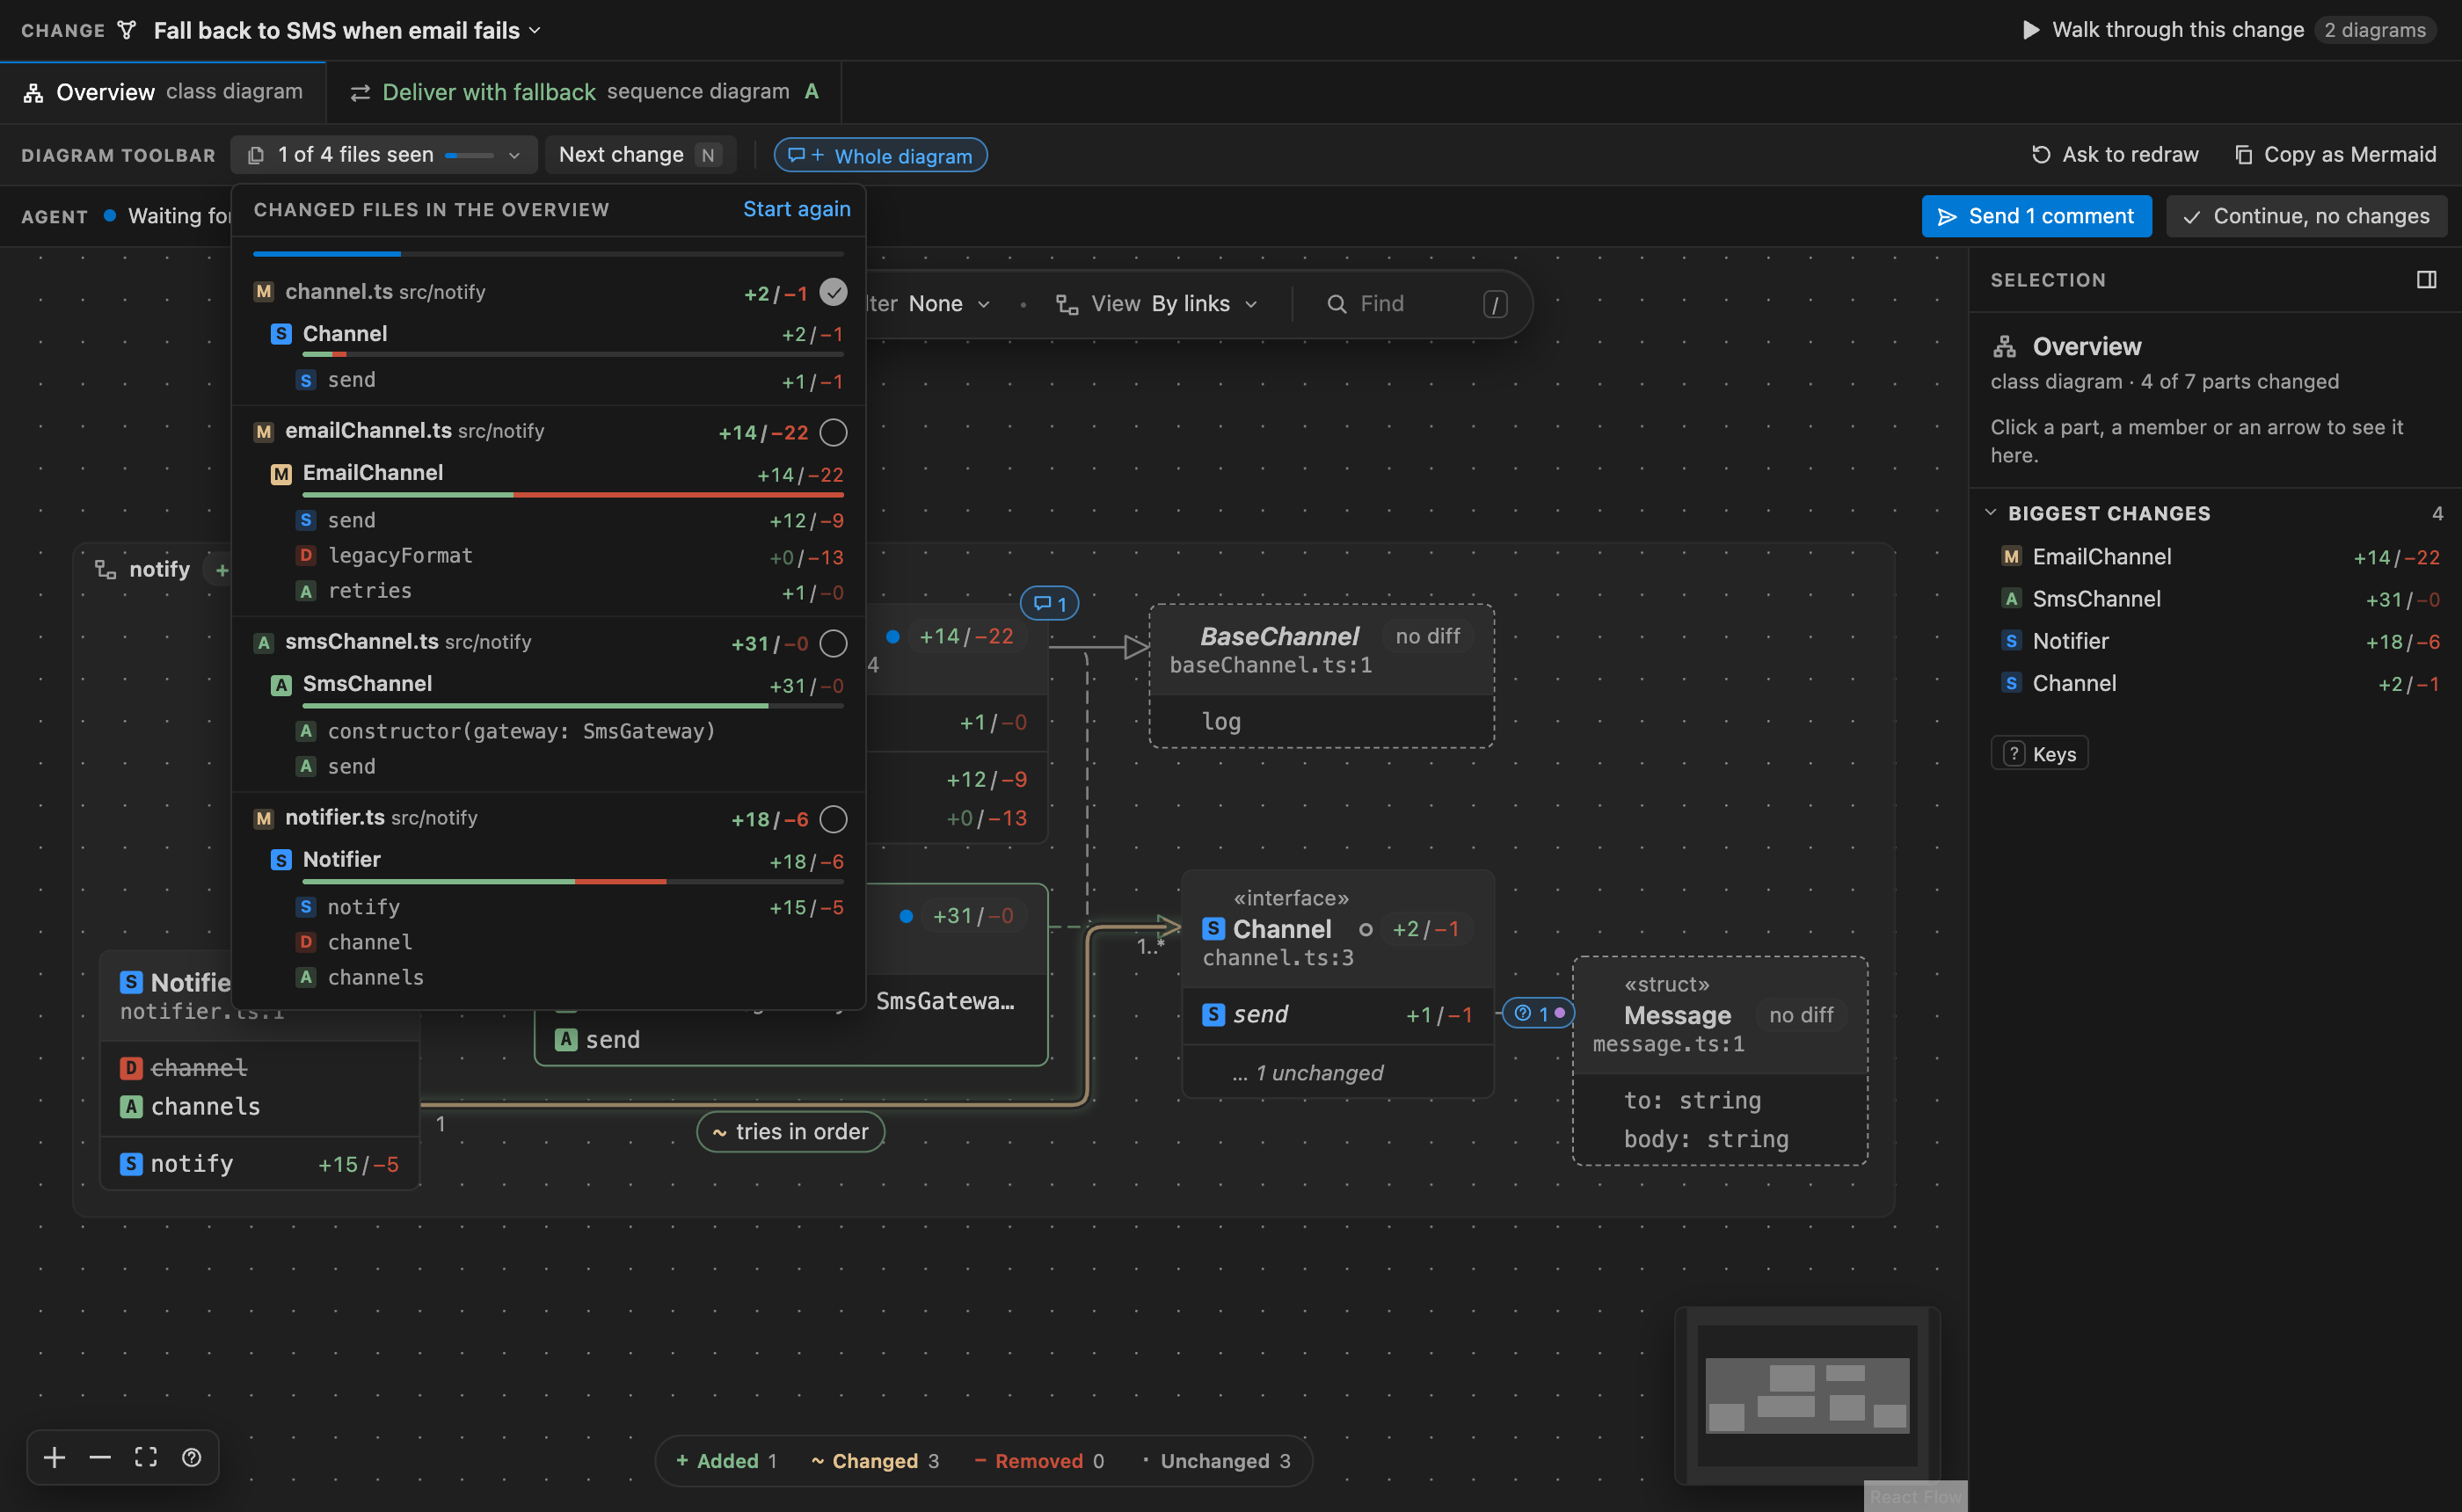 CHANGE Fall back to SMS when email fails
Walk through this change 2 diagrams
Overview class diagram
Deliver with fallback sequence diagram A
DIAGRAM TOOLBAR 1 of 4 files seen Next change N + Whole diagram
Ask to redraw Copy as Mermaid
AGENT Waiting for
Send 1 comment Continue, no changes
CHANGED FILES IN THE OVERVIEW Start again
M channel.ts src/notify +2/−1
S Channel +2/−1
S send +1/−1
M emailChannel.ts src/notify +14/−22
M EmailChannel +14/−22
S send +12/−9
D legacyFormat +0/−13
A retries +1/−0
A smsChannel.ts src/notify +31/−0
A SmsChannel +31/−0
A constructor(gateway: SmsGateway)
A send
M notifier.ts src/notify +18/−6
S Notifier +18/−6
S notify +15/−5
D channel
A channels
None View By links Find /
notify +
1
+14/−22
4
+1/−0
+12/−9
+0/−13
BaseChannel no diff
baseChannel.ts:1
log
+31/−0
SmsGatewa…
A send
1..*
«interface»
S Channel +2/−1
channel.ts:3
S send +1/−1
... 1 unchanged
1
«struct»
Message no diff
message.ts:1
to: string
body: string
S Notifie
notifier.ts:1
D channel
A channels
S notify +15/−5
1
~ tries in order
SELECTION
Overview
class diagram · 4 of 7 parts changed
Click a part, a member or an arrow to see it
here.
BIGGEST CHANGES 4
M EmailChannel +14/−22
A SmsChannel +31/−0
S Notifier +18/−6
S Channel +2/−1
? Keys
+ Added 1 ~ Changed 3 − Removed 0 · Unchanged 3
React Flow